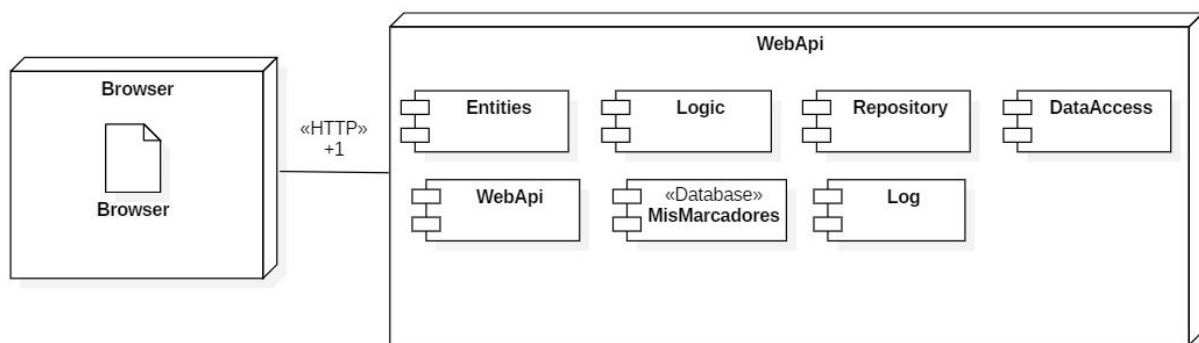 WebApi
Browser
Browser
«HTTP»
+1
Entities
Logic
Repository
DataAccess
WebApi
«Database»
MisMarcadores
Log